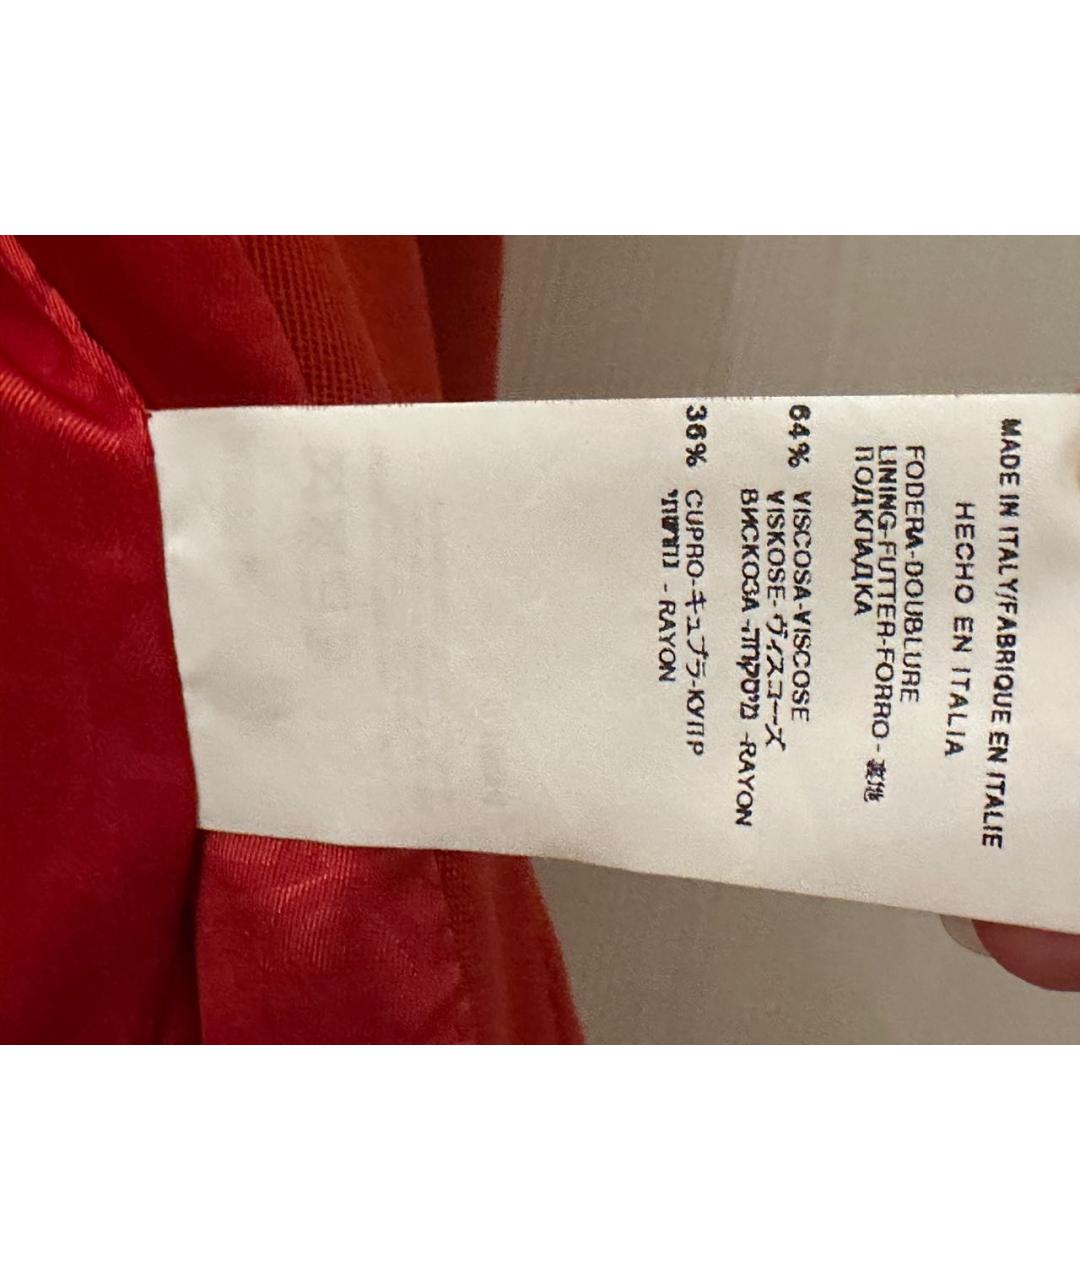 MADE IN ITALY/FABRIQUE EN ITALIE
HECHO EN ITALIA
FODERA-DOUBLURE
LINING-FUTTER-FORRO - 裏地
ПОДКЛАДКА
64% VISCOSA-VISCOSE
VISKOSE-ヴィスコーズ
ВИСКОЗА - ויסקוזה -RAYON
36% CUPRO-キュプラ-КУПР
- RAYON